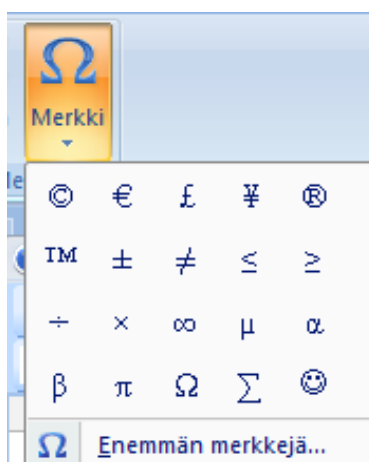 Ω
Merkki
© € £ ¥ ®
TM ± ≠ ≤ ≥
÷ × ∞ μ α
β π Ω Σ ☺
Ω Enemmän merkkejä...